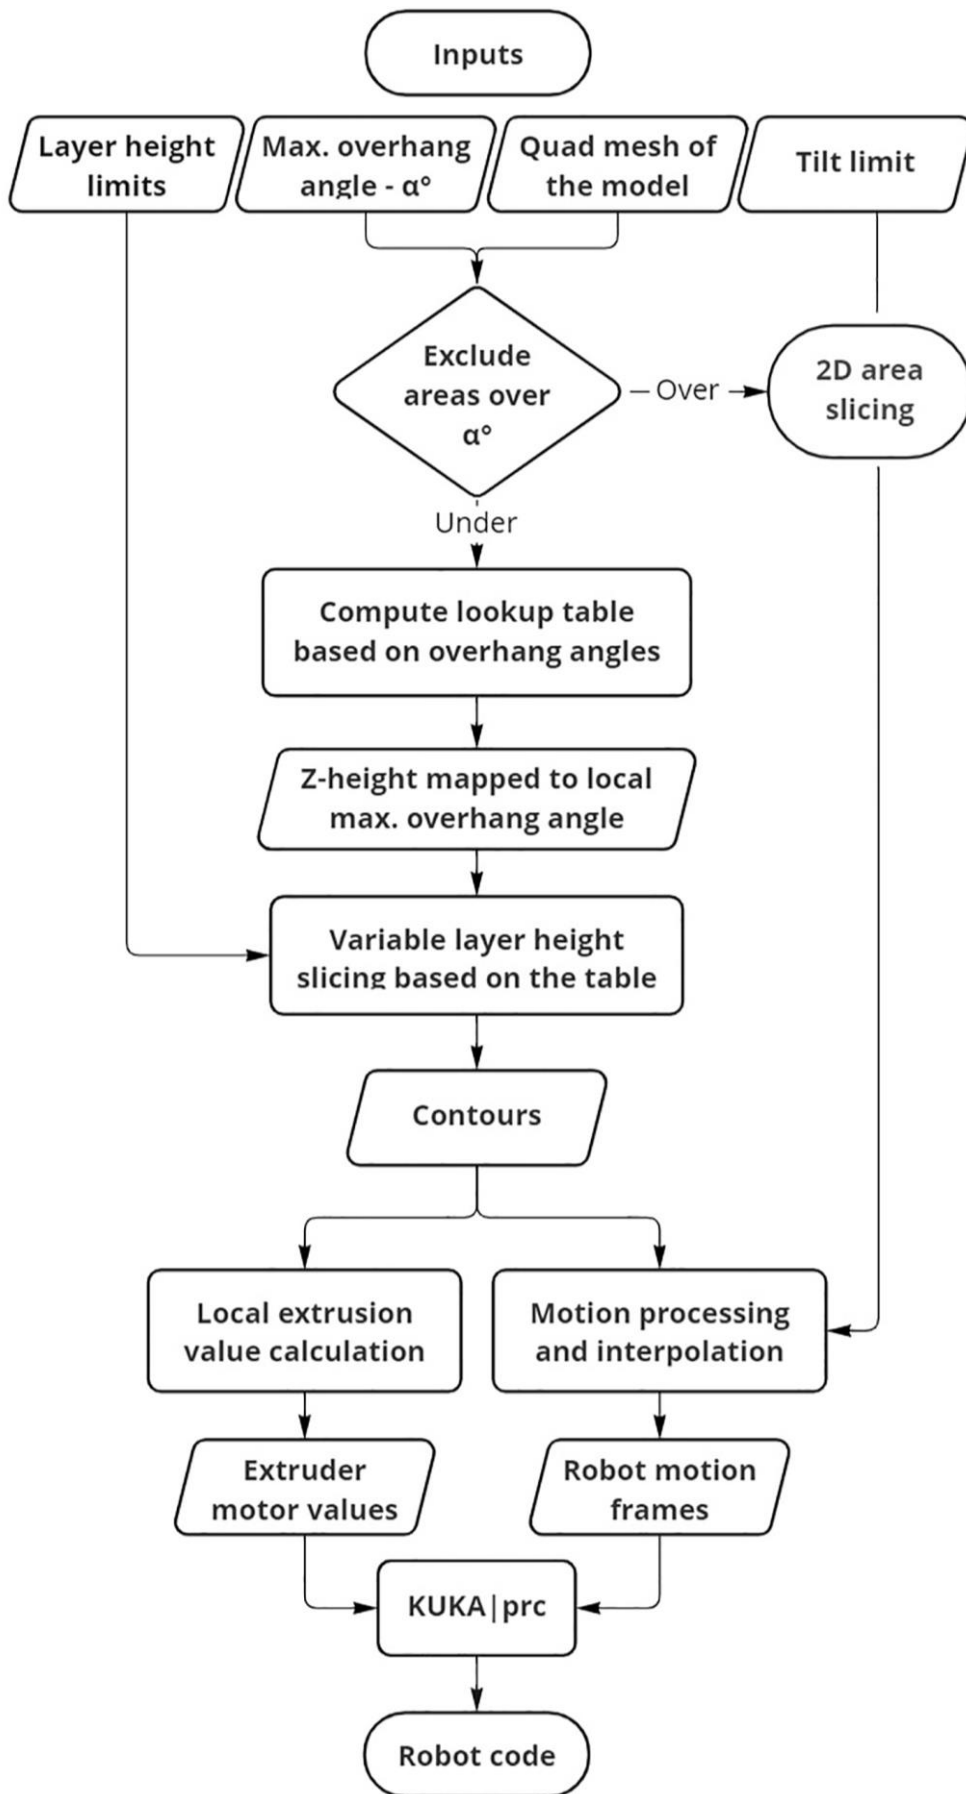 Inputs
Layer height
limits
Max. overhang
angle - α°
Quad mesh of
the model
Tilt limit
Exclude
areas over
α°
Over
2D area
slicing
Under
Compute lookup table
based on overhang angles
Z-height mapped to local
max. overhang angle
Variable layer height
slicing based on the table
Contours
Local extrusion
value calculation
Motion processing
and interpolation
Extruder
motor values
Robot motion
frames
KUKA|prc
Robot code